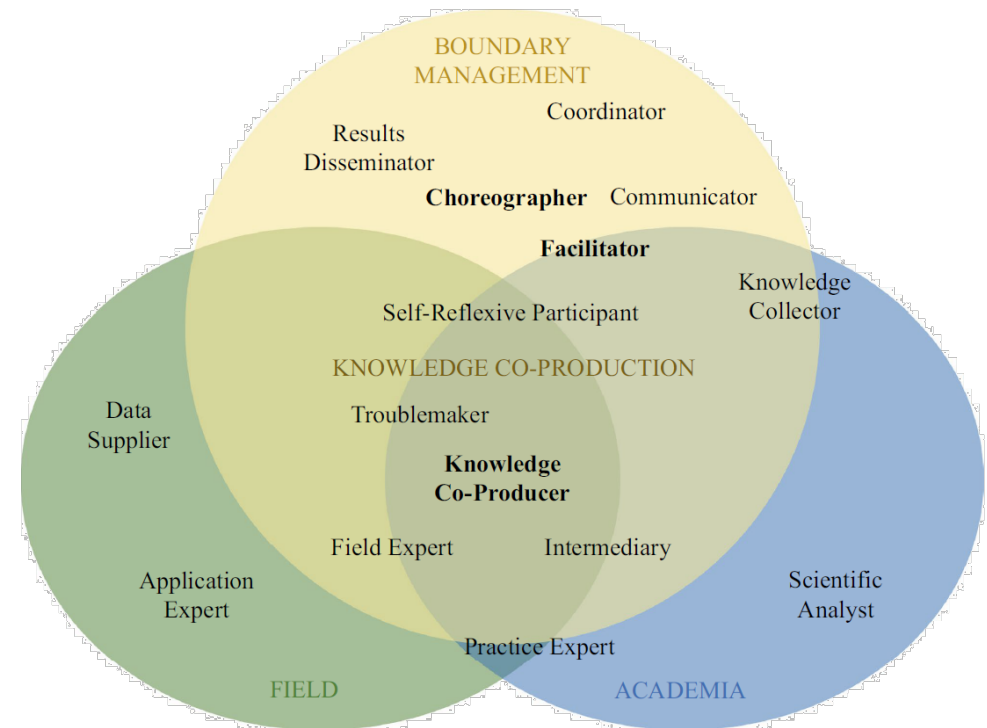 BOUNDARY
MANAGEMENT
Coordinator
Results
Disseminator
Choreographer
Communicator
Facilitator
Knowledge
Collector
Self-Reflexive Participant
KNOWLEDGE CO-PRODUCTION
Data
Supplier
Troublemaker
Knowledge
Co-Producer
Field Expert
Intermediary
Application
Expert
Scientific
Analyst
Practice Expert
FIELD
ACADEMIA